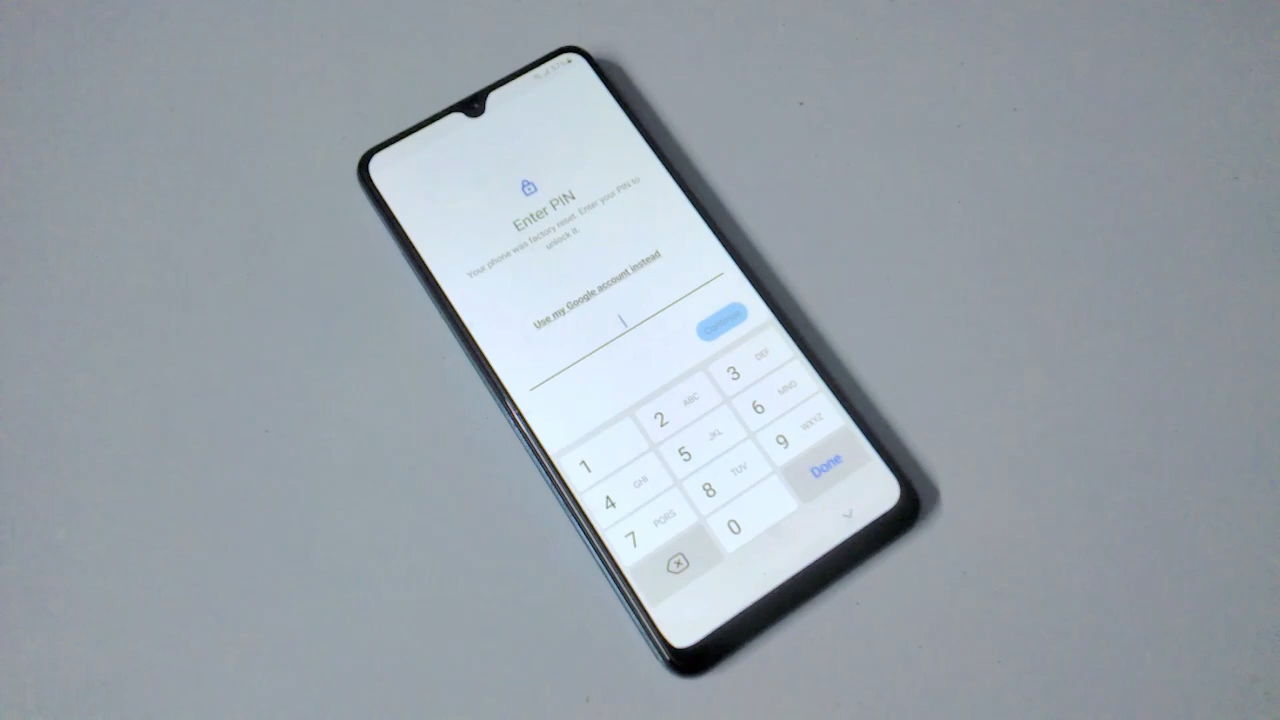 Enter PIN
Your phone was factory reset. Enter your PIN to
unlock it.
Use my Google account instead
Continue
1
2 ABC
3 DEF
4 GHI
5 JKL
6 MNO
7 PQRS
8 TUV
9 WXYZ
0
Done